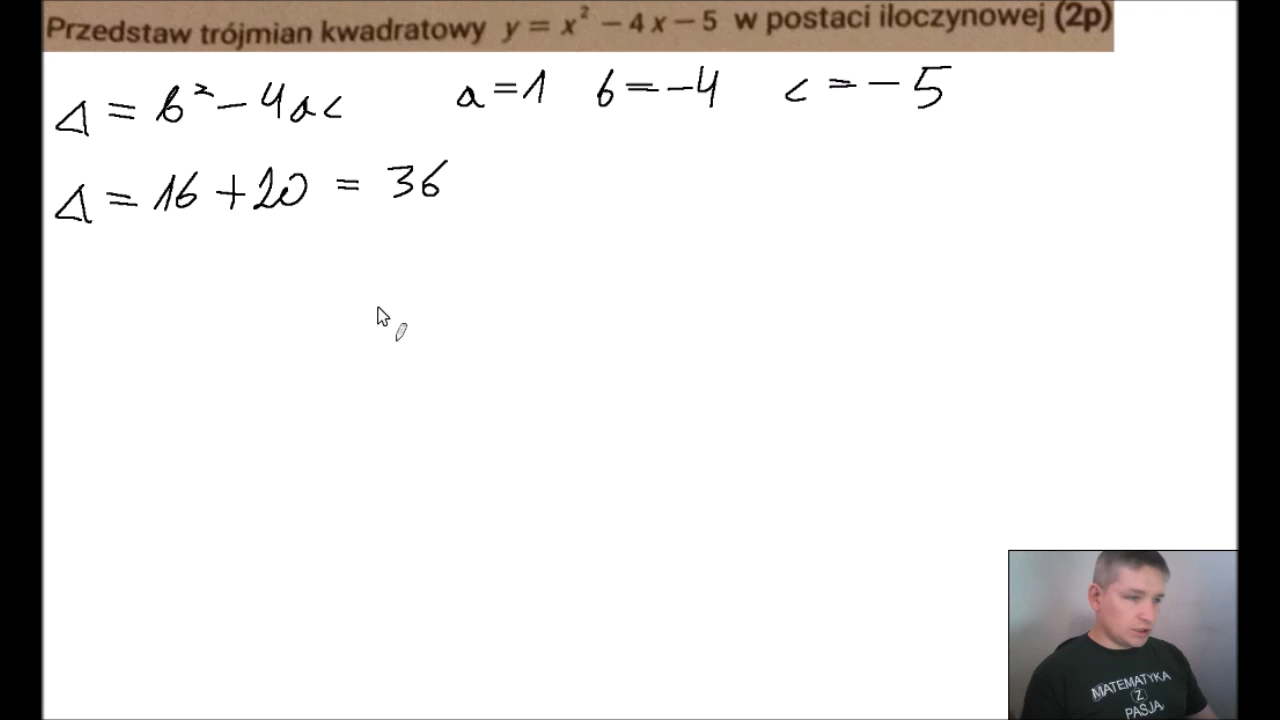 Przedstaw trójmian kwadratowy y = x² − 4x − 5 w postaci iloczynowej (2p)
Δ = b² − 4ac a = 1 b = −4 c = −5
Δ = 16 + 20 = 36
MATEMATYKA
Z
PASJĄ